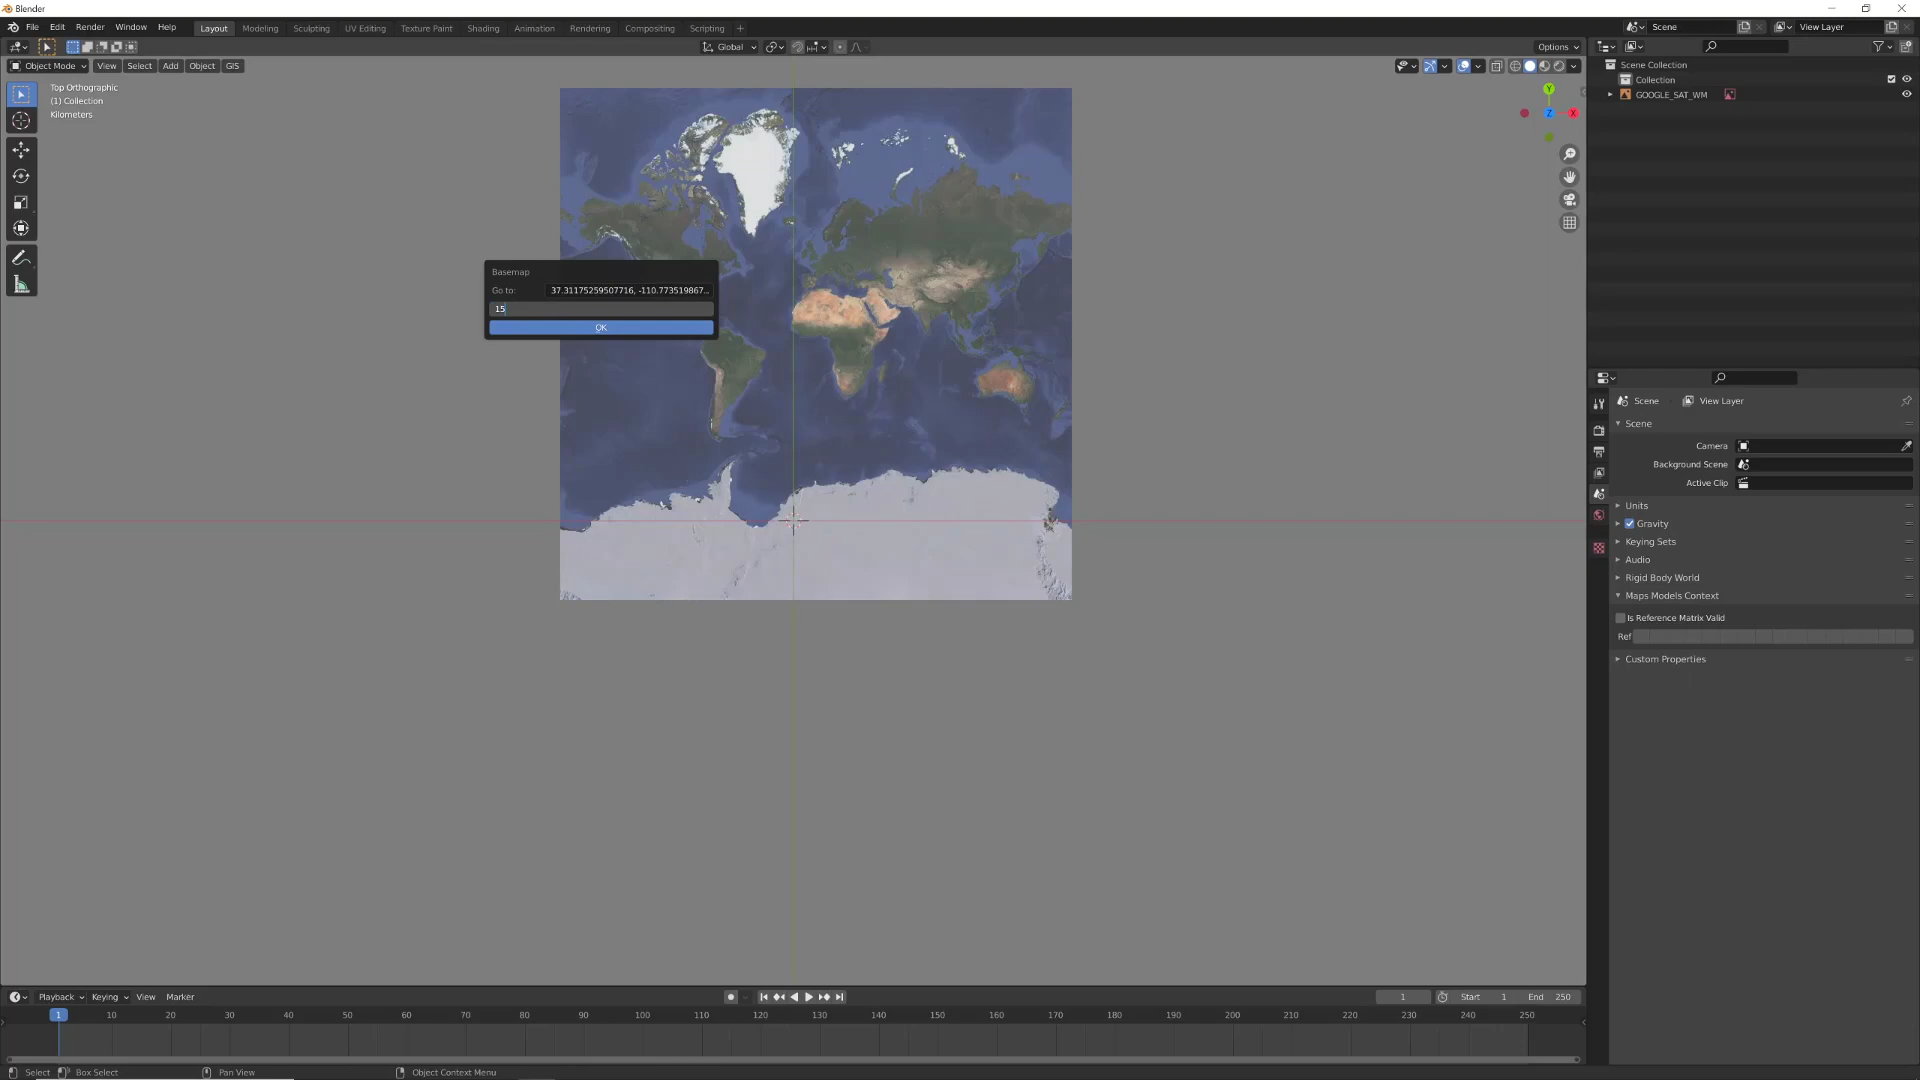 Blender
File Edit Render Window Help Layout Modeling Sculpting UV Editing Texture Paint Shading Animation Rendering Compositing Scripting + Scene View Layer
Global Options
Object Mode View Select Add Object GIS
Top Orthographic
(1) Collection
Kilometers
Y
Z X
Scene Collection
Collection
GOOGLE_SAT_WM
Basemap
Go to: 37.31175259507716, -110.773519867...
15
OK
Scene View Layer
Scene
Camera
Background Scene
Active Clip
Units
Gravity
Keying Sets
Audio
Rigid Body World
Maps Models Context
Is Reference Matrix Valid
Ref
Custom Properties
Playback Keying View Marker 1 Start 1 End 250
1 10 20 30 40 50 60 70 80 90 100 110 120 130 140 150 160 170 180 190 200 210 220 230 240 250
Select Box Select Pan View Object Context Menu